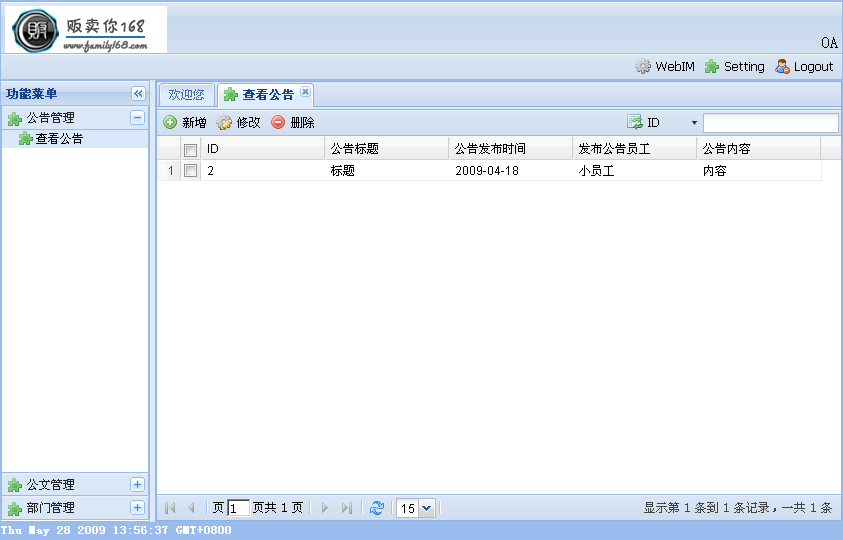 贩卖你168
www.family168.com
OA
WebIM Setting Logout
功能菜单
公告管理
查看公告
公文管理
部门管理
欢迎您 查看公告
新增 修改 删除 ID
ID 公告标题 公告发布时间 发布公告员工 公告内容
1 2 标题 2009-04-18 小员工 内容
页 1 页共 1 页 15 显示第 1 条到 1 条记录，一共 1 条
Thu May 28 2009 13:56:37 GMT+0800